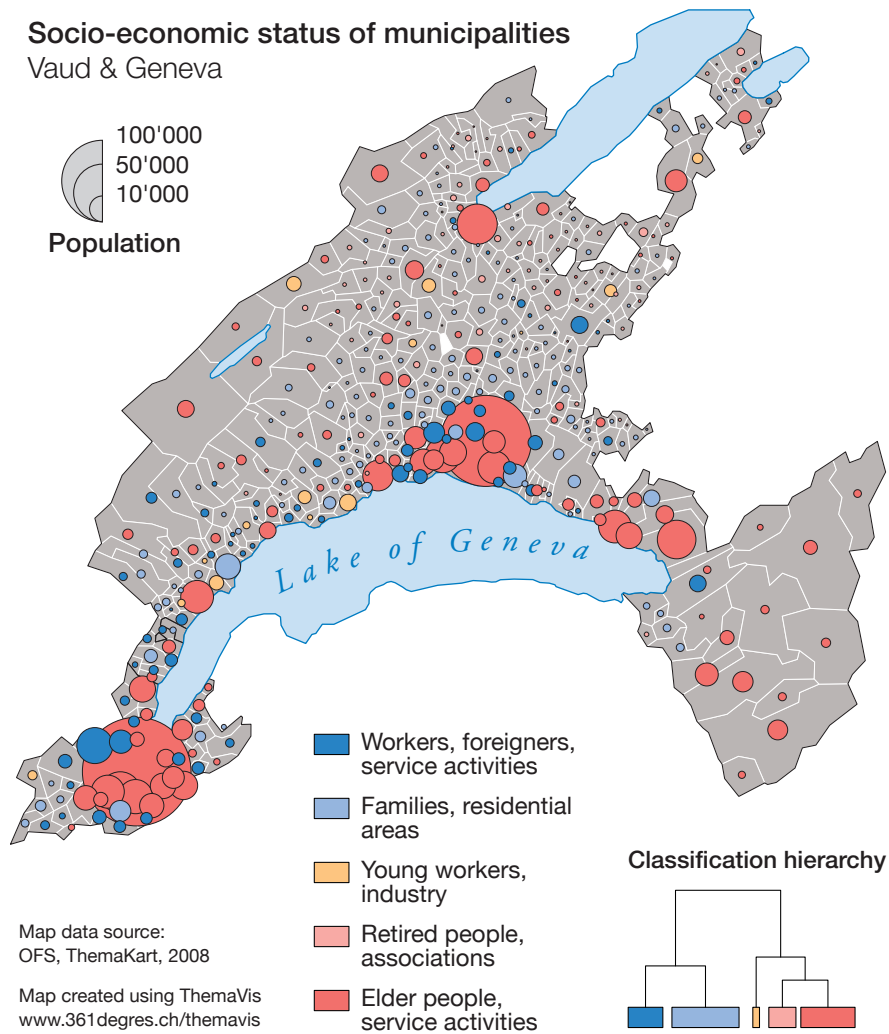 Socio-economic status of municipalities
Vaud & Geneva
100'000
50'000
10'000
Population
Lake of Geneva
Workers, foreigners,
service activities
Families, residential
areas
Young workers,
industry
Retired people,
associations
Elder people,
service activities
Classification hierarchy
Map data source:
OFS, ThemaKart, 2008
Map created using ThemaVis
www.361degres.ch/themavis